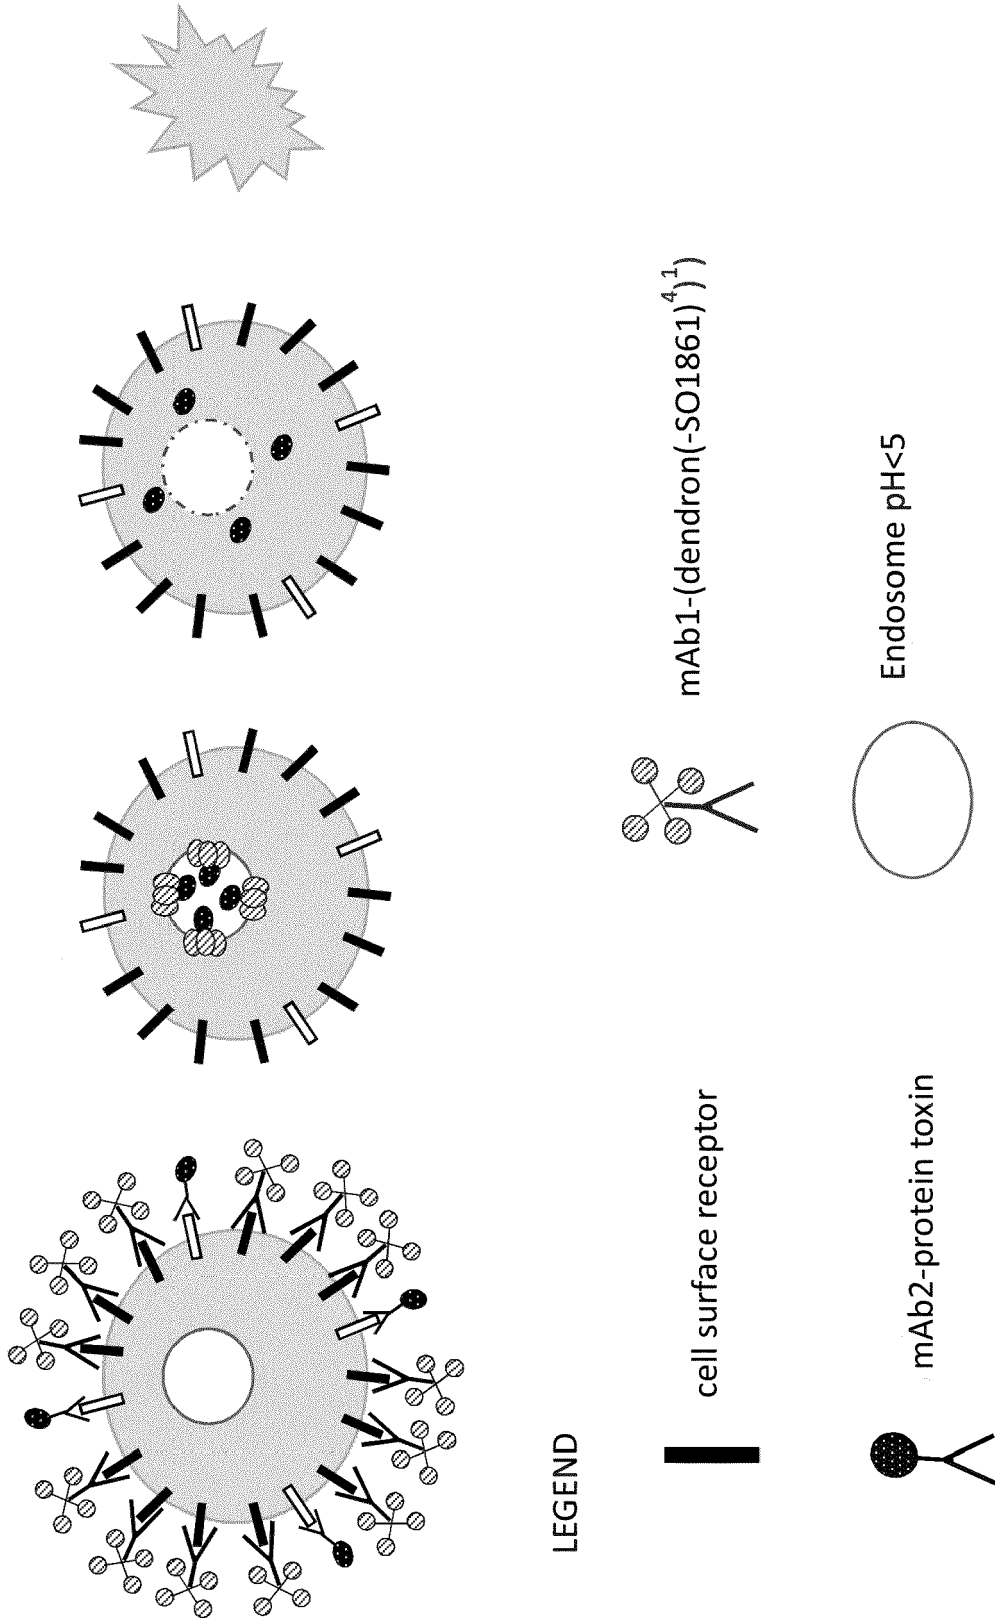 LEGEND
cell surface receptor
mAb1-(dendron(-SO1861)⁴)¹)
mAb2-protein toxin
Endosome pH<5